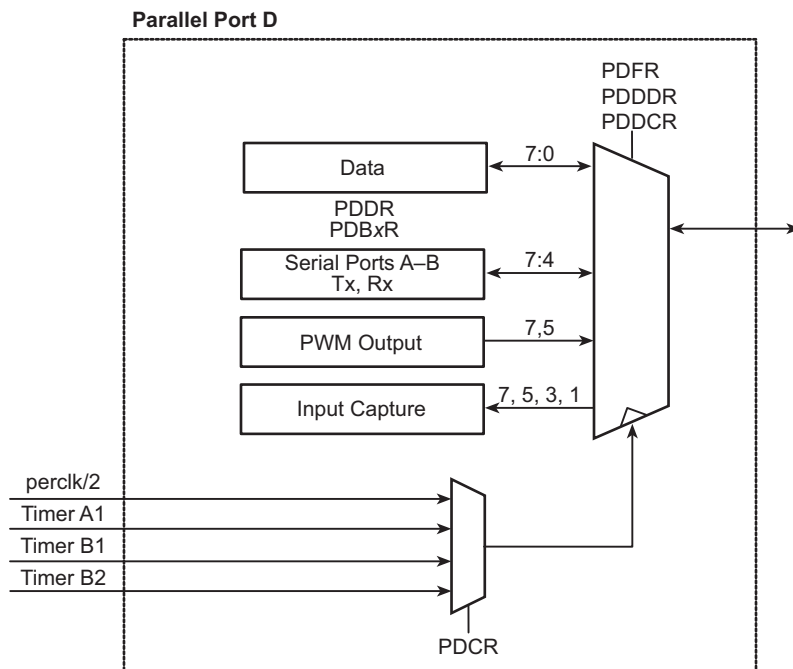 Parallel Port D
PDFR
PDDDR
PDDCR
Data
7:0
PDDR
PDBxR
Serial Ports A–B
Tx, Rx
7:4
PWM Output
7,5
Input Capture
7, 5, 3, 1
perclk/2
Timer A1
Timer B1
Timer B2
PDCR